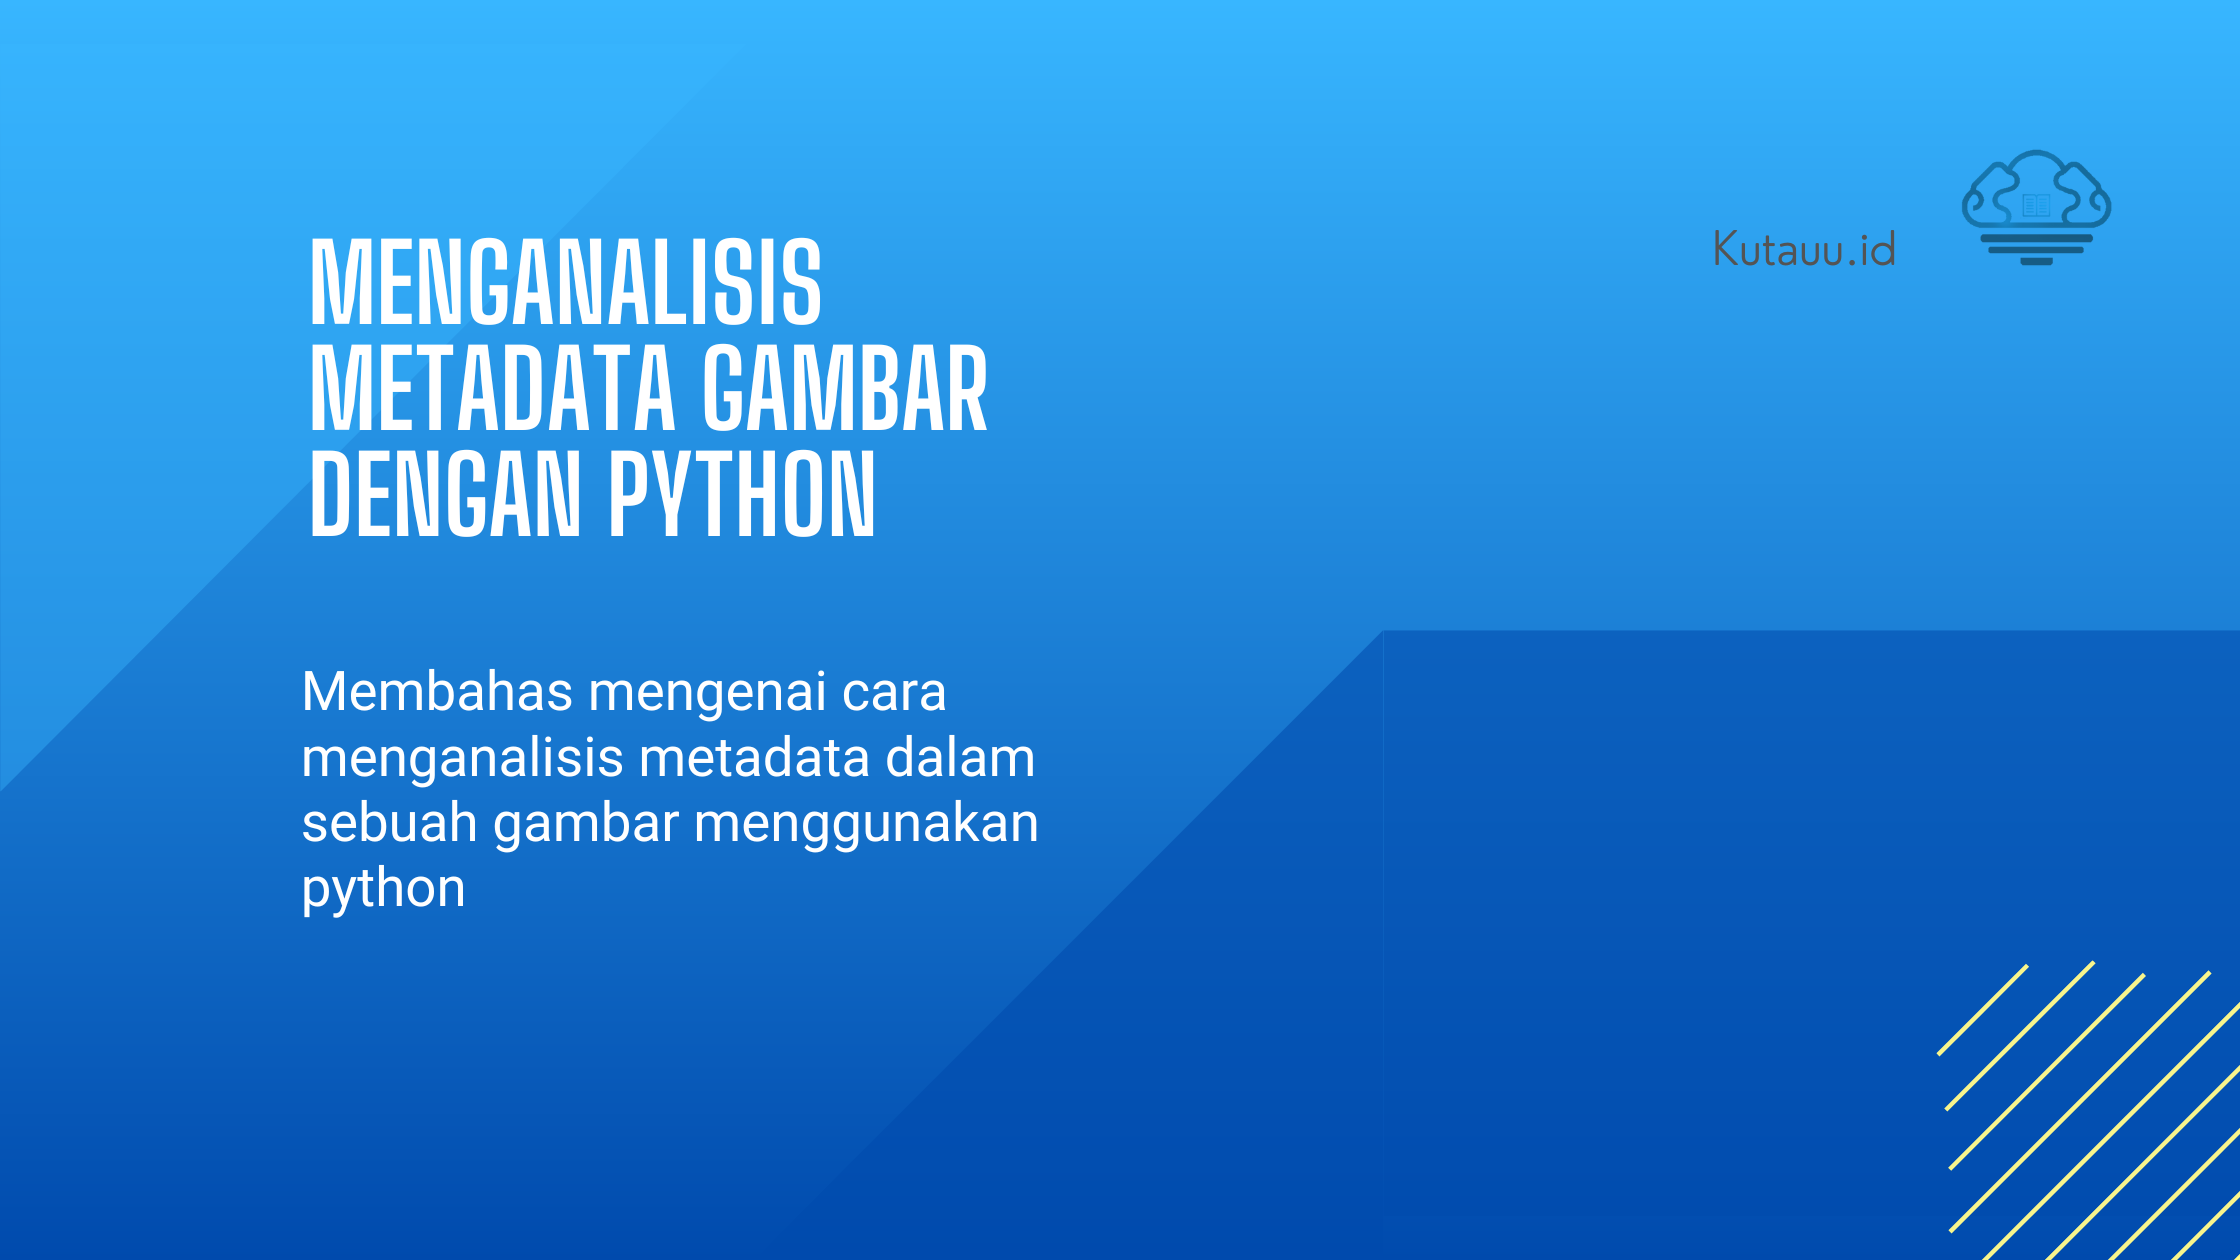 MENGANALISIS
METADATA GAMBAR
DENGAN PYTHON
Kutauu.id
Membahas mengenai cara
menganalisis metadata dalam
sebuah gambar menggunakan
python